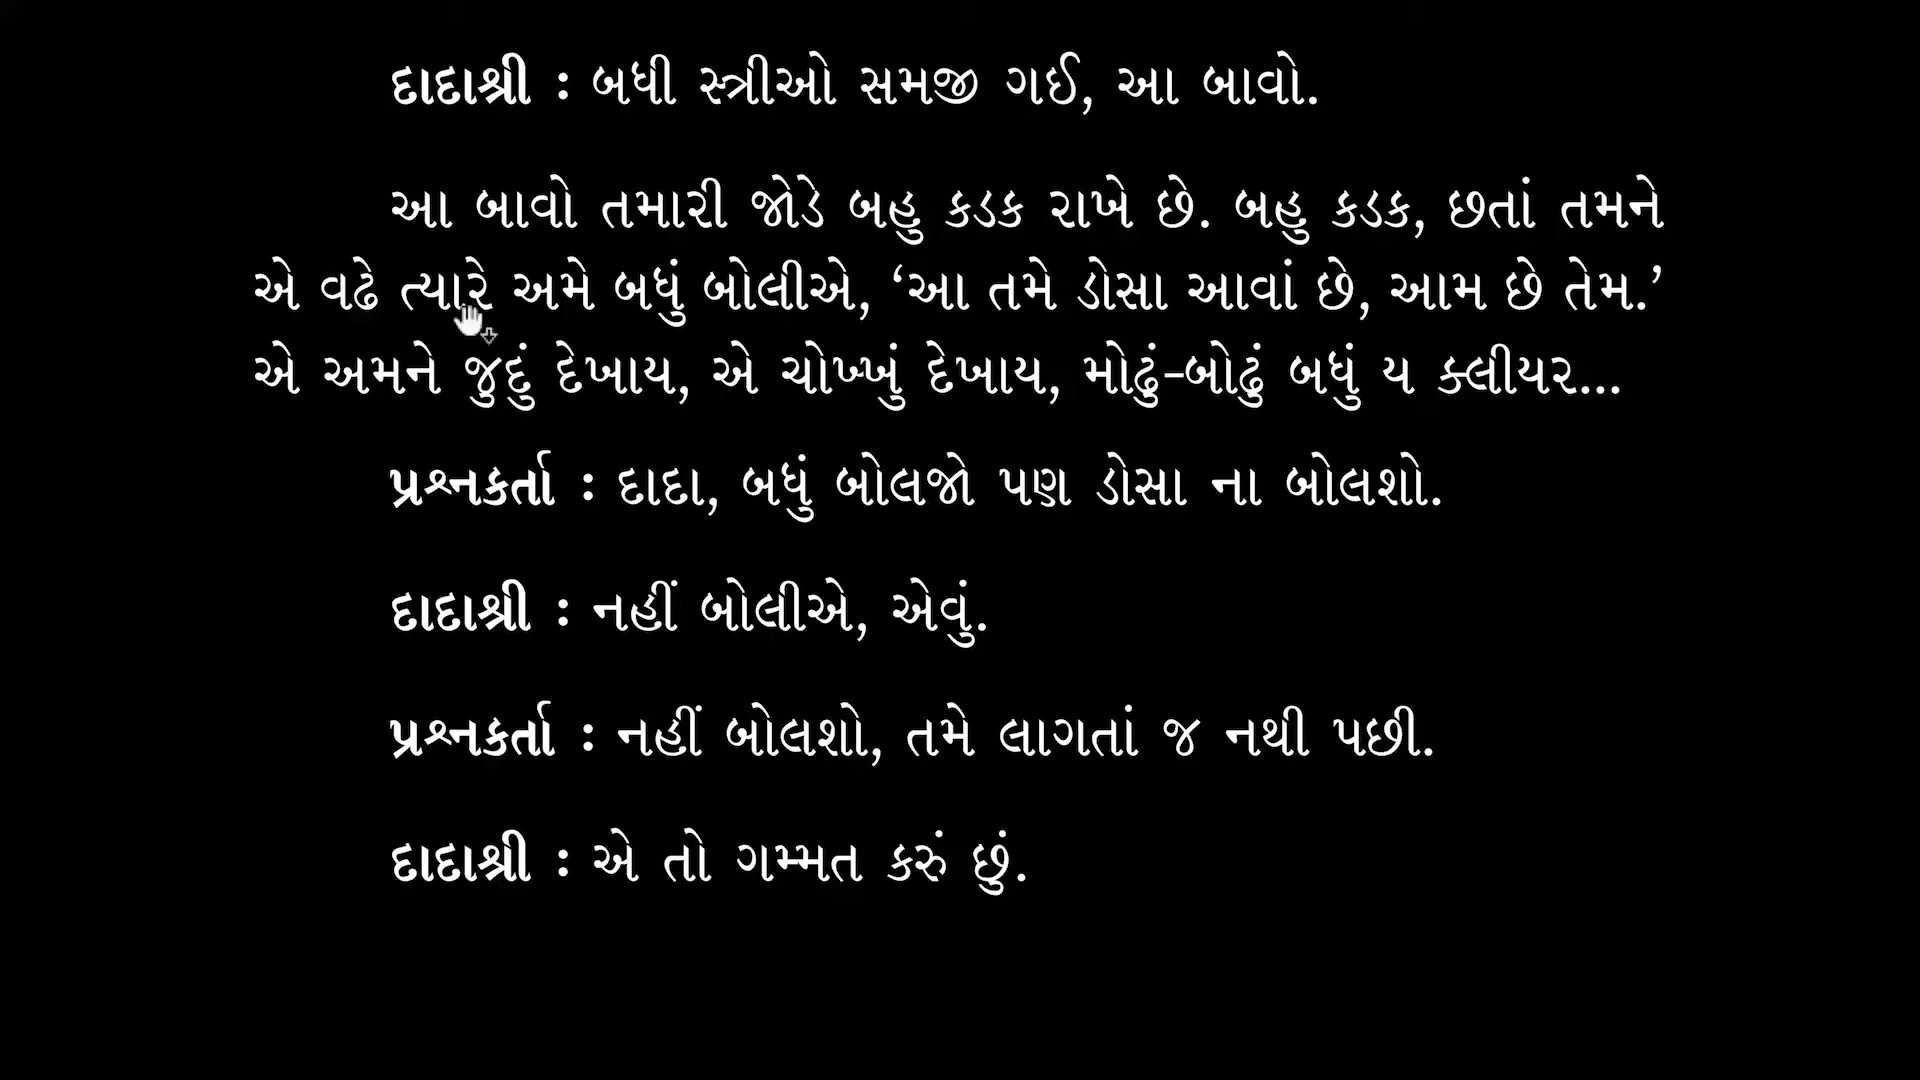 દાદાશ્રી : બધી સ્ત્રીઓ સમજી ગઈ, આ બાવો.
આ બાવો તમારી જોડે બહુ કડક રાખે છે. બહુ કડક, છતાં તમને
એ વઢે ત્યારે અમે બધું બોલીએ, ‘આ તમે ડોસા આવાં છે, આમ છે તેમ.’
એ અમને જુદું દેખાય, એ ચોખ્ખું દેખાય, મોઢું-બોઢું બધું ય ક્લીયર...
પ્રશ્નકર્તા : દાદા, બધું બોલજો પણ ડોસા ના બોલશો.
દાદાશ્રી : નહીં બોલીએ, એવું.
પ્રશ્નકર્તા : નહીં બોલશો, તમે લાગતાં જ નથી પછી.
દાદાશ્રી : એ તો ગમ્મત કરું છું.